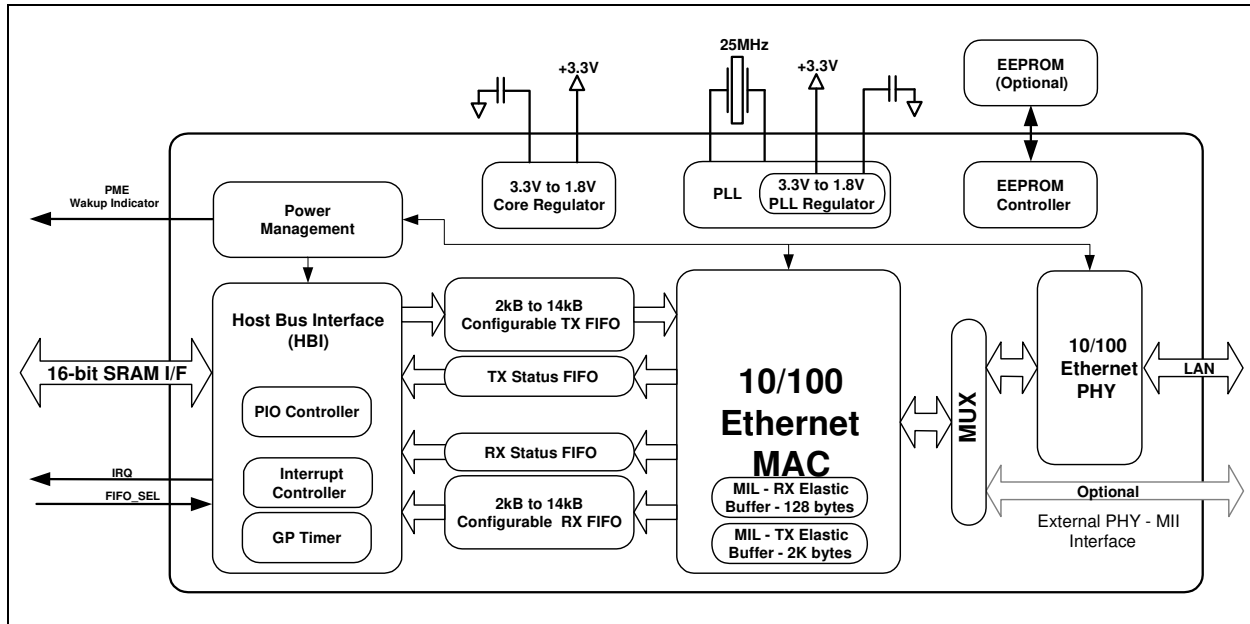 25MHz
+3.3V
+3.3V
EEPROM
(Optional)
PME
Wakup Indicator
Power
Management
3.3V to 1.8V
Core Regulator
PLL
3.3V to 1.8V
PLL Regulator
EEPROM
Controller
Host Bus Interface
(HBI)
2kB to 14kB
Configurable TX FIFO
16-bit SRAM I/F
TX Status FIFO
PIO Controller
RX Status FIFO
IRQ
FIFO_SEL
Interrupt
Controller
2kB to 14kB
Configurable RX FIFO
GP Timer
10/100
Ethernet
MAC
MIL - RX Elastic
Buffer - 128 bytes
MIL - TX Elastic
Buffer - 2K bytes
MUX
10/100
Ethernet
PHY
LAN
Optional
External PHY - MII
Interface